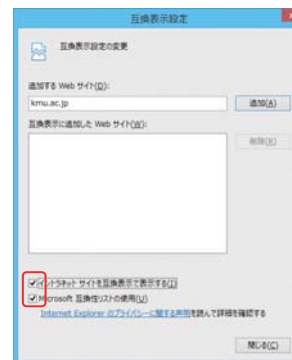 互換表示設定
互換表示設定の変更
追加する Web サイト(D):
kmu.ac.jp
追加(A)
互換表示に追加した Web サイト(W):
削除(R)
イントラネット サイトを互換表示で表示する(I)
Microsoft 互換性リストの使用(U)
Internet Explorer のプライバシーに関する声明を読んで詳細を確認する
閉じる(C)